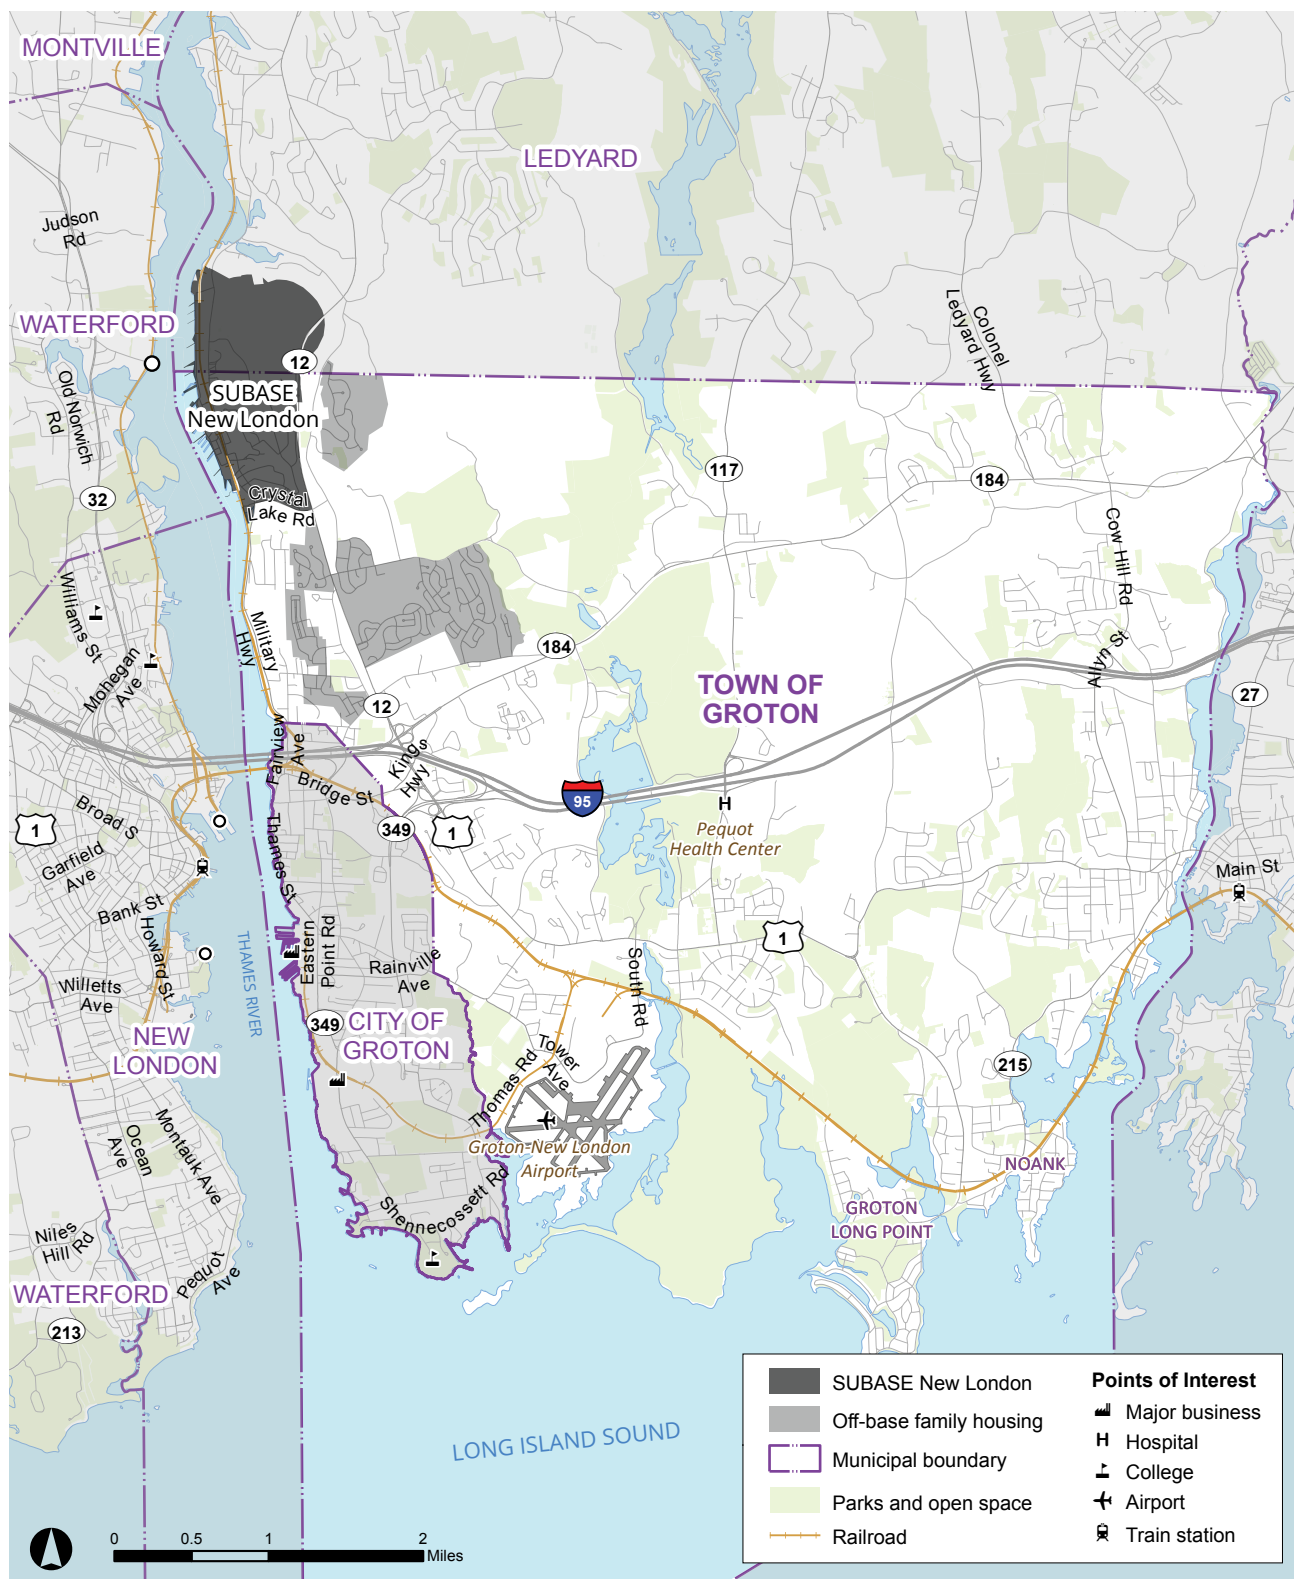 MONTVILLE
LEDYARD
Judson
Rd
WATERFORD
Colonel
Ledyard Hwy
12
SUBASE
New London
Old Norwich
Rd
117
184
32
Crystal
Lake Rd
Cow Hill Rd
Williams St
Military
Hwy
184
Allyn St
Mohegan
Ave
TOWN OF
GROTON
27
12
Fairview
Ave
Kings
Hwy
Bridge St
95
H
Broad S
1
349
1
Pequot
Health Center
Garfield
Ave
Thames St
Main St
Bank St
Howard St
THAMES RIVER
Eastern
Point Rd
Rainville
Ave
South Rd
1
Willetts
Ave
349
CITY OF
GROTON
NEW
LONDON
Tower
Ave
Thomas Rd
215
Groton-New London
Airport
Montauk Ave
Ocean
Ave
NOANK
Shennecossett Rd
GROTON
LONG POINT
Niles
Hill Rd
Pequot
Ave
WATERFORD
213
LONG ISLAND SOUND
SUBASE New London
Off-base family housing
Municipal boundary
Parks and open space
Railroad
Points of Interest
Major business
H Hospital
College
Airport
Train station
0 0.5 1 2
Miles